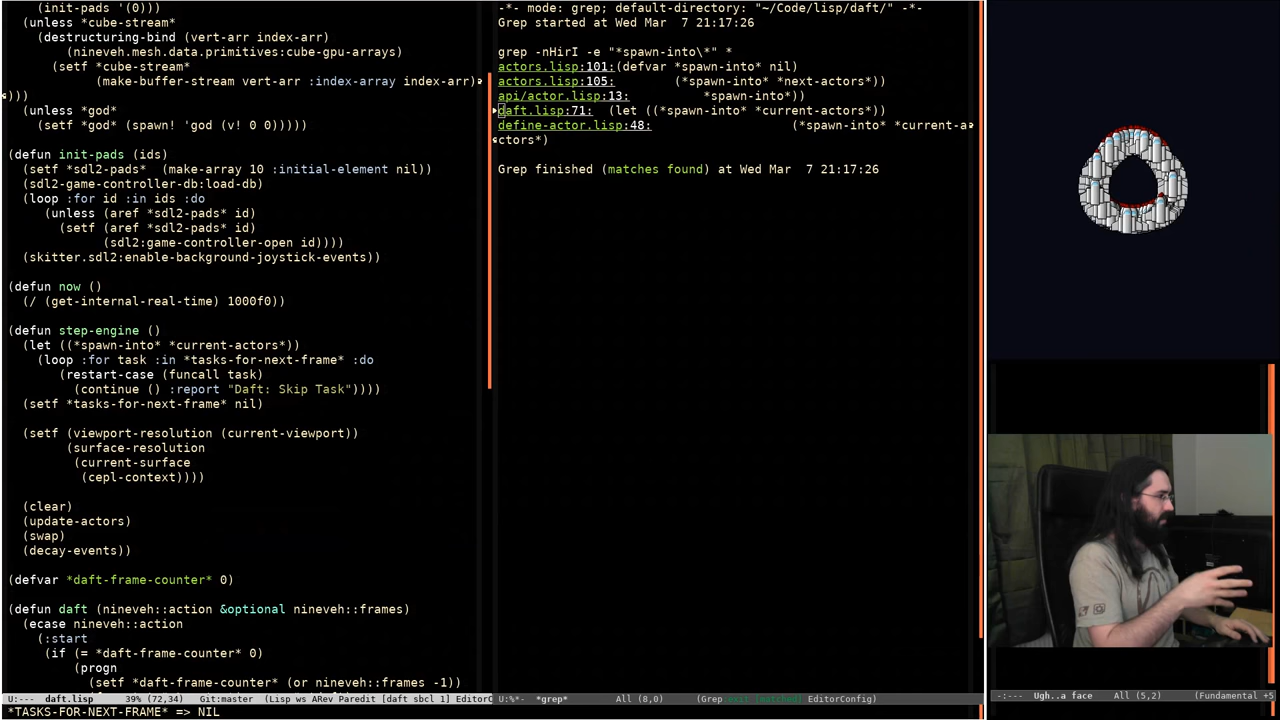 (init-pads '(0)))
(unless *cube-stream*
(destructuring-bind (vert-arr index-arr)
(nineveh.mesh.data.primitives:cube-gpu-arrays)
(setf *cube-stream*
(make-buffer-stream vert-arr :index-array index-arr)
)))
(unless *god*
(setf *god* (spawn! 'god (v! 0 0)))))
(defun init-pads (ids)
(setf *sdl2-pads* (make-array 10 :initial-element nil))
(sdl2-game-controller-db:load-db)
(loop :for id :in ids :do
(unless (aref *sdl2-pads* id)
(setf (aref *sdl2-pads* id)
(sdl2:game-controller-open id))))
(skitter.sdl2:enable-background-joystick-events))
(defun now ()
(/ (get-internal-real-time) 1000f0))
(defun step-engine ()
(let ((*spawn-into* *current-actors*))
(loop :for task :in *tasks-for-next-frame* :do
(restart-case (funcall task)
(continue () :report "Daft: Skip Task"))))
(setf *tasks-for-next-frame* nil)
(setf (viewport-resolution (current-viewport))
(surface-resolution
(current-surface
(cepl-context))))
(clear)
(update-actors)
(swap)
(decay-events))
(defvar *daft-frame-counter* 0)
(defun daft (nineveh::action &optional nineveh::frames)
(ecase nineveh::action
(:start
(if (= *daft-frame-counter* 0)
(progn
(setf *daft-frame-counter* (or nineveh::frames -1))
U:--- daft.lisp 39% (72,34) Git:master (Lisp ws ARev Paredit [daft sbcl 1] EditorC
*TASKS-FOR-NEXT-FRAME* => NIL
-*- mode: grep; default-directory: "~/Code/lisp/daft/" -*-
Grep started at Wed Mar 7 21:17:26
grep -nHirI -e "*spawn-into\*" *
actors.lisp:101:(defvar *spawn-into* nil)
actors.lisp:105: (*spawn-into* *next-actors*))
api/actor.lisp:13: *spawn-into*))
daft.lisp:71: (let ((*spawn-into* *current-actors*))
define-actor.lisp:48: (*spawn-into* *current-a
ctors*)
Grep finished (matches found) at Wed Mar 7 21:17:26
U:%*- *grep* All (8,0) (Grep:exit [matched] EditorConfig)
-:--- Ugh..a face All (5,2) (Fundamental +5